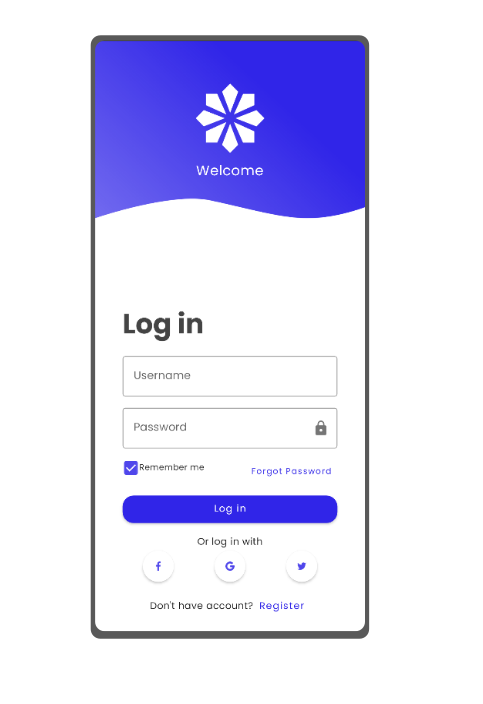 Welcome
Log in
Username
Password
Remember me
Forgot Password
Log in
Or log in with
Don't have account? Register